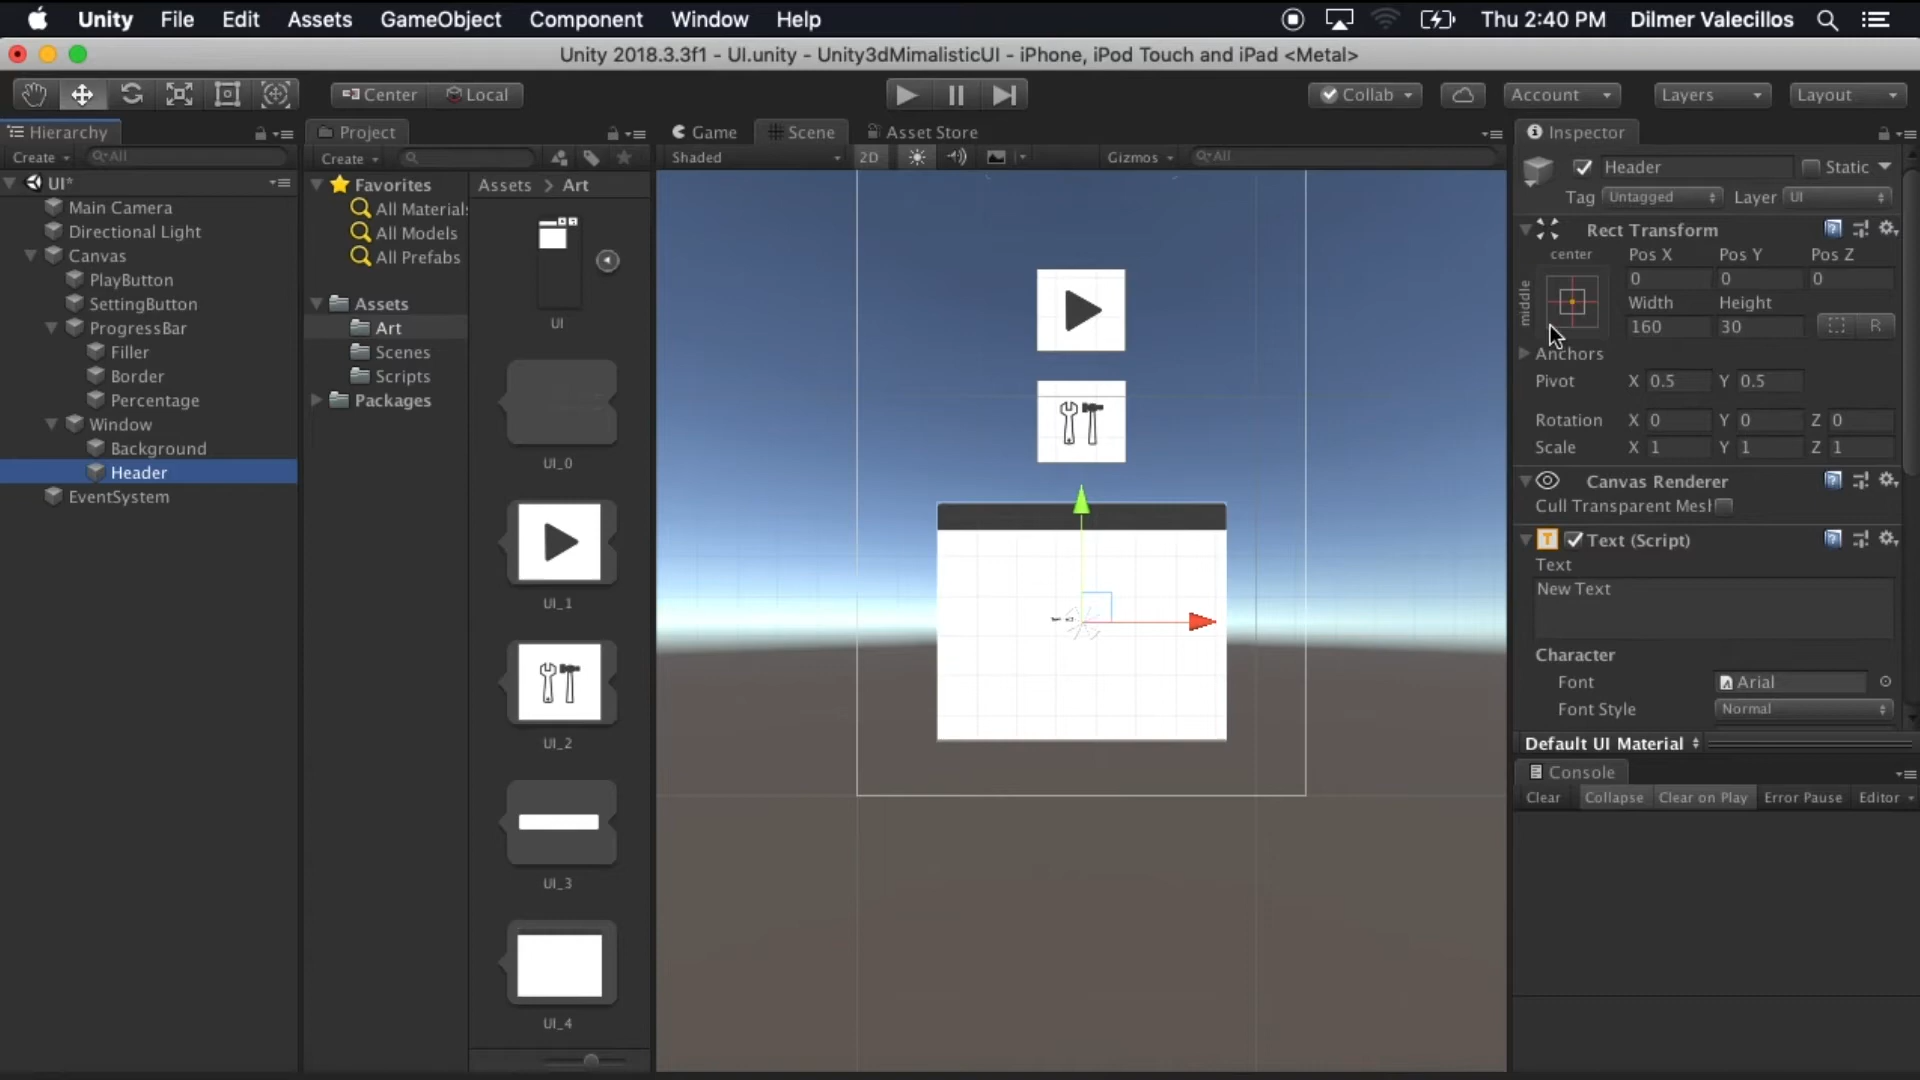 Unity File Edit Assets GameObject Component Window Help Thu 2:40 PM Dilmer Valecillos
Unity 2018.3.3f1 - UI.unity - Unity3dMimalisticUI - iPhone, iPod Touch and iPad <Metal>
Center Local Collab Account Layers Layout
Hierarchy
Create All
UI*
Main Camera
Directional Light
Canvas
PlayButton
SettingButton
ProgressBar
Filler
Border
Percentage
Window
Background
Header
EventSystem
Project
Create
Favorites
All Materials
All Models
All Prefabs
Assets
Art
Scenes
Scripts
Packages
Assets > Art
UI
UI_0
UI_1
UI_2
UI_3
UI_4
Game Scene Asset Store
Shaded 2D Gizmos All
Inspector
Header Static
Tag Untagged Layer UI
Rect Transform
center Pos X Pos Y Pos Z
middle
0 0 0
Width Height
160 30 R
Anchors
Pivot X 0.5 Y 0.5
Rotation X 0 Y 0 Z 0
Scale X 1 Y 1 Z 1
Canvas Renderer
Cull Transparent Mesl
T Text (Script)
Text
New Text
Character
Font Arial
Font Style Normal
Default UI Material
Console
Clear Collapse Clear on Play Error Pause Editor